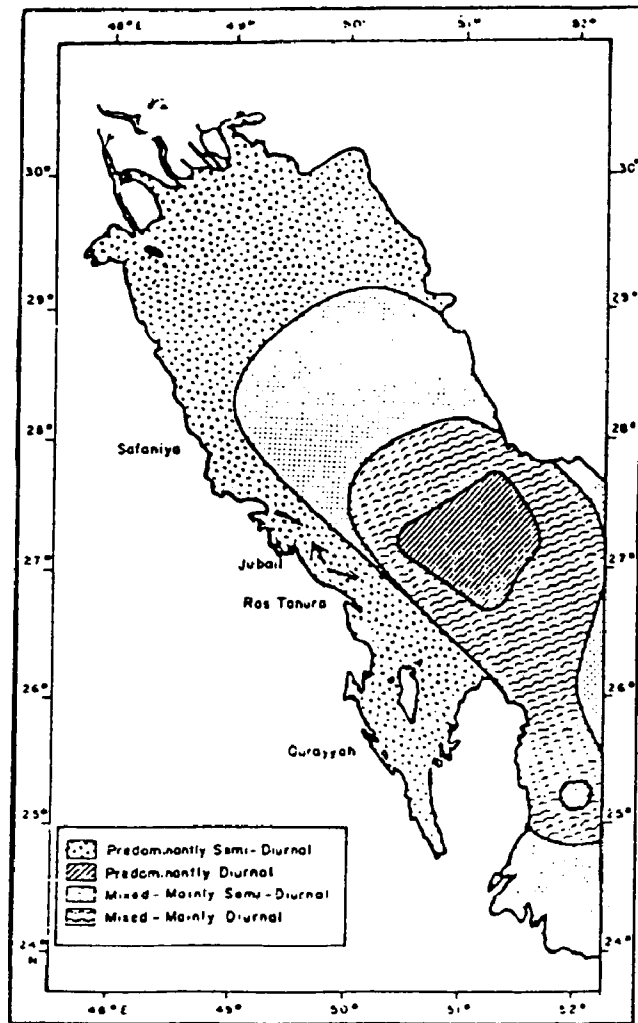 48°E 49° 50° 51° 52°
30° 30°
29° 29°
28° 28°
Safaniya
27° 27°
Jubail
Ras Tanura
26° 26°
Qurayyah
25° 25°
Predominantly Semi-Diurnal
Predominantly Diurnal
Mixed-Mainly Semi-Diurnal
Mixed-Mainly Diurnal
24° 24°
N
48°E 49° 50° 51° 52°